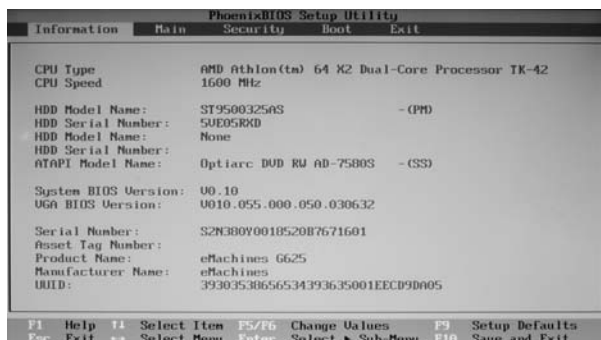 PhoenixBIOS Setup Utility
Information Main Security Boot Exit
CPU Type AMD Athlon(tm) 64 X2 Dual-Core Processor TK-42
CPU Speed 1600 MHz
HDD Model Name: ST9500325AS -(PM)
HDD Serial Number: 5VE05RXD
HDD Model Name: None
HDD Serial Number:
ATAPI Model Name: Optiarc DVD RW AD-7580S -(SS)
System BIOS Version: V0.10
VGA BIOS Version: V010.055.000.050.030632
Serial Number: S2N380Y0018520B7671601
Asset Tag Number:
Product Name: eMachines G625
Manufacturer Name: eMachines
UUID: 39303538656534393635001EECD9DA05
F1 Help ↑↓ Select Item F5/F6 Change Values F9 Setup Defaults
Esc Exit ↔ Select Menu Enter Select ▶ Sub-Menu F10 Save and Exit